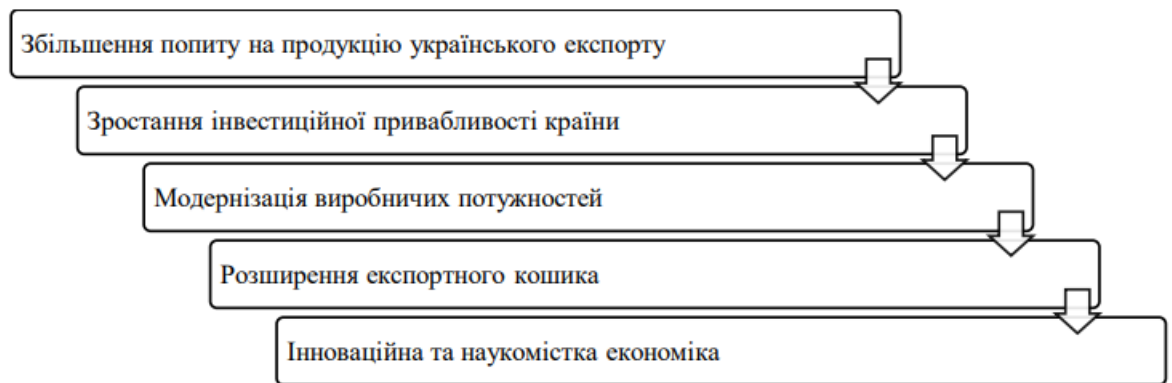 Збільшення попиту на продукцію українського експорту
Зростання інвестиційної привабливості країни
Модернізація виробничих потужностей
Розширення експортного кошика
Інноваційна та наукомістка економіка